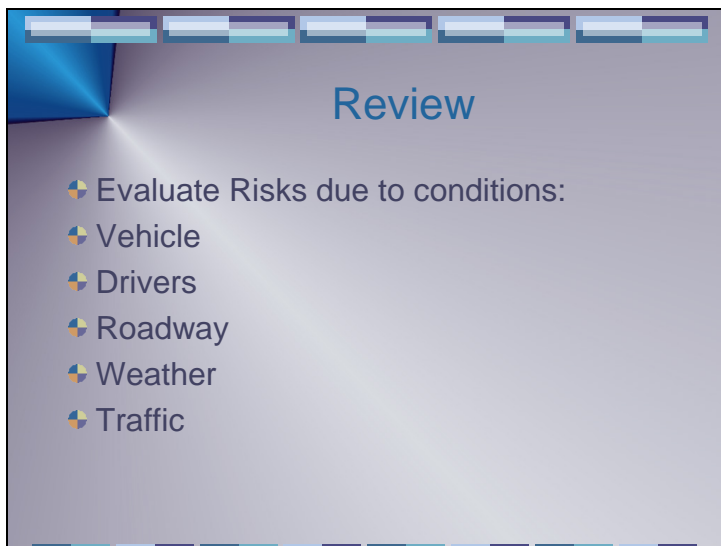 Review
Evaluate Risks due to conditions:
Vehicle
Drivers
Roadway
Weather
Traffic